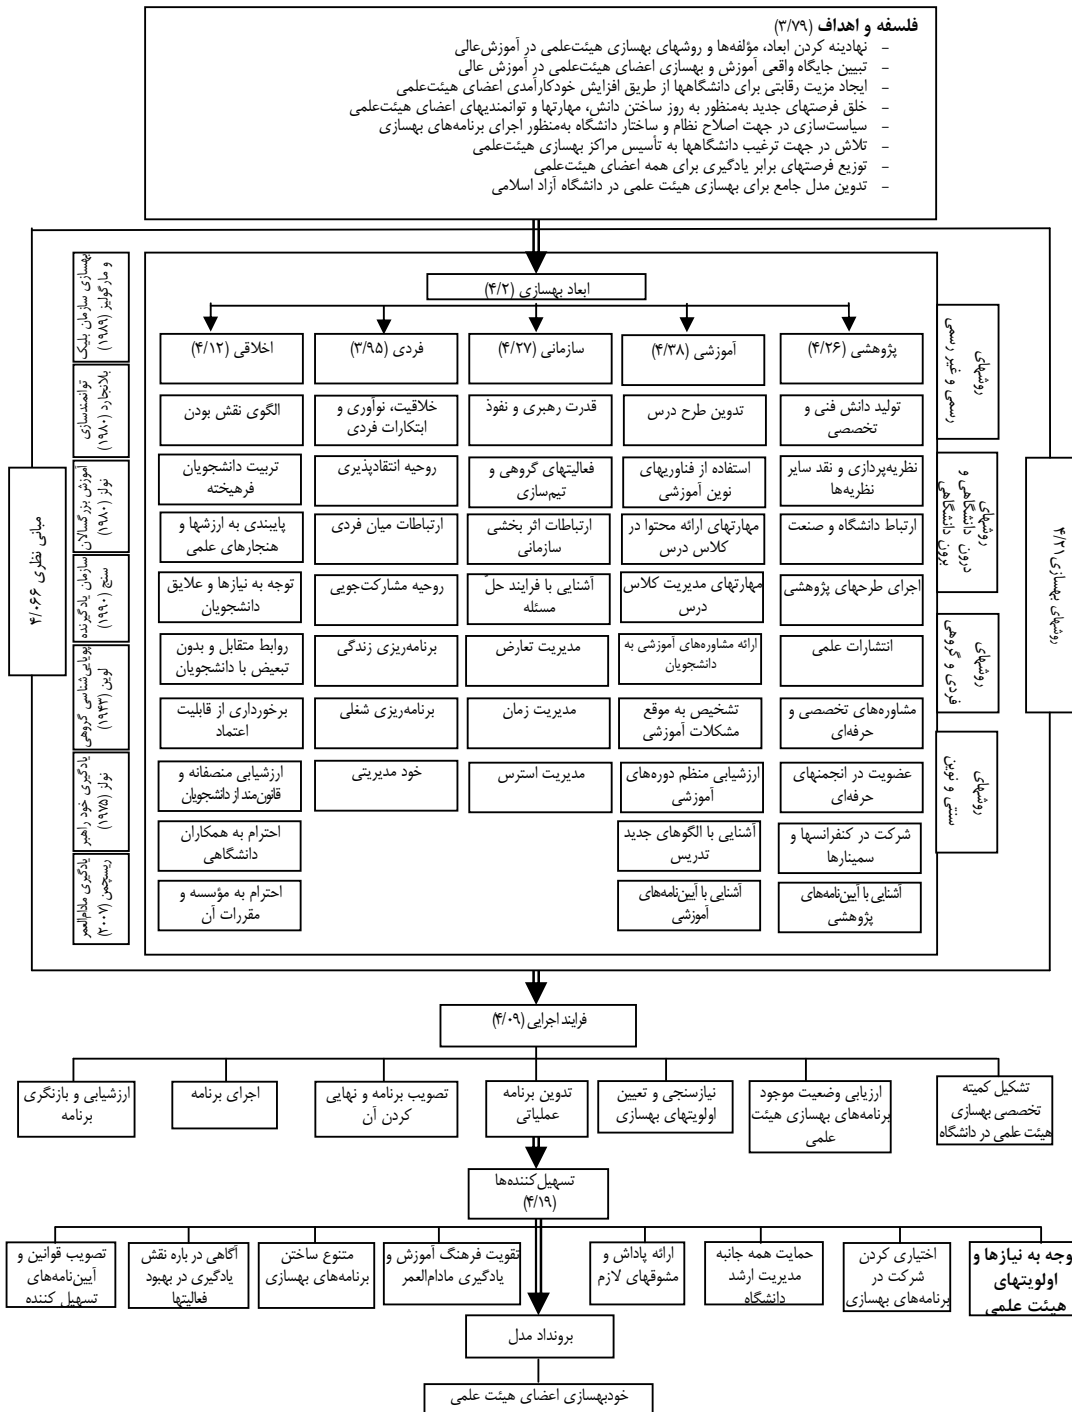 فلسفه و اهداف (۳/۷۹)
- نهادینه کردن ابعاد، مؤلفه‌ها و روشهای بهسازی هیئت‌علمی در آموزش‌عالی
- تبیین جایگاه واقعی آموزش و بهسازی اعضای هیئت‌علمی در آموزش عالی
- ایجاد مزیت رقابتی برای دانشگاهها از طریق افزایش خودکارآمدی اعضای هیئت‌علمی
- خلق فرصتهای جدید به‌منظور به روز ساختن دانش، مهارتها و توانمندیهای اعضای هیئت‌علمی
- سیاست‌سازی در جهت اصلاح نظام و ساختار دانشگاه به‌منظور اجرای برنامه‌های بهسازی
- تلاش در جهت ترغیب دانشگاهها به تأسیس مراکز بهسازی هیئت‌علمی
- توزیع فرصتهای برابر یادگیری برای همه اعضای هیئت‌علمی
- تدوین مدل جامع برای بهسازی هیئت علمی در دانشگاه آزاد اسلامی
روشهای بهسازی ۴/۲۱
روشهای
رسمی و غیر رسمی
روشهای
درون دانشگاهی و
برون دانشگاهی
روشهای
فردی و گروهی
روشهای
سنتی و نوین
ابعاد بهسازی (۴/۲)
پژوهشی (۴/۲۶)
تولید دانش فنی و
تخصصی
نظریه‌پردازی و نقد سایر
نظریه‌ها
ارتباط دانشگاه و صنعت
اجرای طرحهای پژوهشی
انتشارات علمی
مشاوره‌های تخصصی و
حرفه‌ای
عضویت در انجمنهای
حرفه‌ای
شرکت در کنفرانسها و
سمینارها
آشنایی با آیین‌نامه‌های
پژوهشی
آموزشی (۴/۳۸)
تدوین طرح درس
استفاده از فناوریهای
نوین آموزشی
مهارتهای ارائه محتوا در
کلاس درس
مهارتهای مدیریت کلاس
درس
ارائه مشاوره‌های آموزشی به
دانشجویان
تشخیص به موقع
مشکلات آموزشی
ارزشیابی منظم دوره‌های
آموزشی
آشنایی با الگوهای جدید
تدریس
آشنایی با آیین‌نامه‌های
آموزشی
سازمانی (۴/۲۷)
قدرت رهبری و نفوذ
فعالیتهای گروهی و
تیم‌سازی
ارتباطات اثر بخشی
سازمانی
آشنایی با فرایند حلّ
مسئله
مدیریت تعارض
مدیریت زمان
مدیریت استرس
فردی (۳/۹۵)
خلاقیت، نوآوری و
ابتکارات فردی
روحیه انتقادپذیری
ارتباطات میان فردی
روحیه مشارکت‌جویی
برنامه‌ریزی زندگی
برنامه‌ریزی شغلی
خود مدیریتی
اخلاقی (۴/۱۲)
الگوی نقش بودن
تربیت دانشجویان
فرهیخته
پایبندی به ارزشها و
هنجارهای علمی
توجه به نیازها و علایق
دانشجویان
روابط متقابل و بدون
تبعیض با دانشجویان
برخورداری از قابلیت
اعتماد
ارزشیابی منصفانه و
قانون‌مند از دانشجویان
احترام به همکاران
دانشگاهی
احترام به مؤسسه و
مقررات آن
بهسازی سازمان بلیک
و مارگولیز (۱۹۸۹)
توانمندسازی
بلانچارد (۱۹۸۰)
آموزش بزرگسالان
نولز (۱۹۸۰)
سازمان یادگیرنده
سنج (۱۹۹۰)
پویایی‌شناسی گروهی
لوین (۱۹۴۳)
یادگیری خود راهبر
نولز (۱۹۷۵)
یادگیری مادام‌العمر
ریسچمن (۲۰۰۷)
مبانی نظری ۴/۰۶۶
فرایند اجرایی (۴/۰۹)
تشکیل کمیته
تخصصی بهسازی
هیئت علمی در دانشگاه
ارزیابی وضعیت موجود
برنامه‌های بهسازی هیئت
علمی
نیازسنجی و تعیین
اولویتهای بهسازی
تدوین برنامه
عملیاتی
تصویب برنامه و نهایی
کردن آن
اجرای برنامه
ارزشیابی و بازنگری
برنامه
تسهیل‌کننده‌ها
(۴/۱۹)
وجه به نیازها و
اولویتهای
هیئت علمی
اختیاری کردن
شرکت در
برنامه‌های بهسازی
حمایت همه جانبه
مدیریت ارشد
دانشگاه
ارائه پاداش و
مشوقهای لازم
تقویت فرهنگ آموزش و
یادگیری مادام‌العمر
متنوع ساختن
برنامه‌های بهسازی
آگاهی در باره نقش
یادگیری در بهبود
فعالیتها
تصویب قوانین و
آیین‌نامه‌های
تسهیل کننده
برونداد مدل
خودبهسازی اعضای هیئت علمی